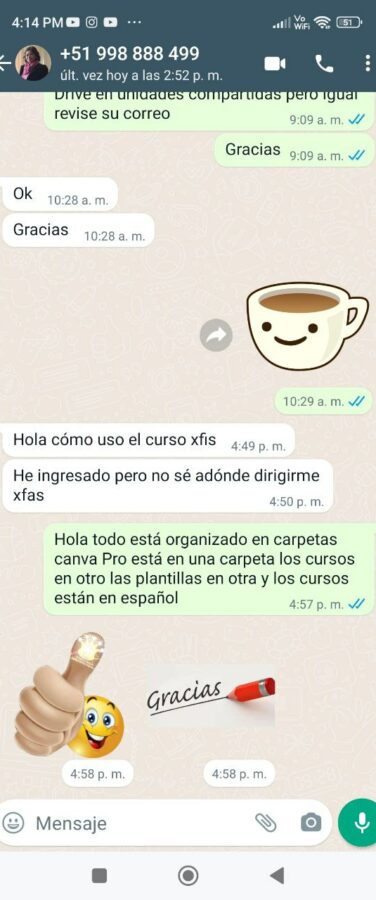 4:14 PM
Vo
WiFi
51
+51 998 888 499
últ. vez hoy a las 2:52 p. m.
Drive en unidades compartidas pero igual
revise su correo
9:09 a. m.
Gracias 9:09 a. m.
Ok 10:28 a. m.
Gracias 10:28 a. m.
10:29 a. m.
Hola cómo uso el curso xfis 4:49 p. m.
He ingresado pero no sé adónde dirigirme
xfas
4:50 p. m.
Hola todo está organizado en carpetas
canva Pro está en una carpeta los cursos
en otro las plantillas en otra y los cursos
están en español
4:57 p. m.
Gracias
4:58 p. m. 4:58 p. m.
Mensaje